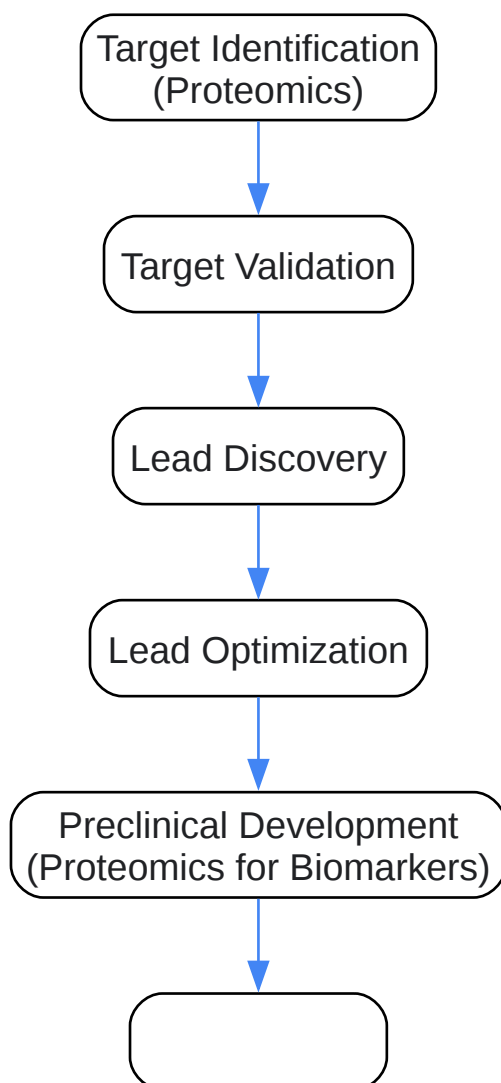 Target Identification
(Proteomics)
Target Validation
Lead Discovery
Lead Optimization
Preclinical Development
(Proteomics for Biomarkers)